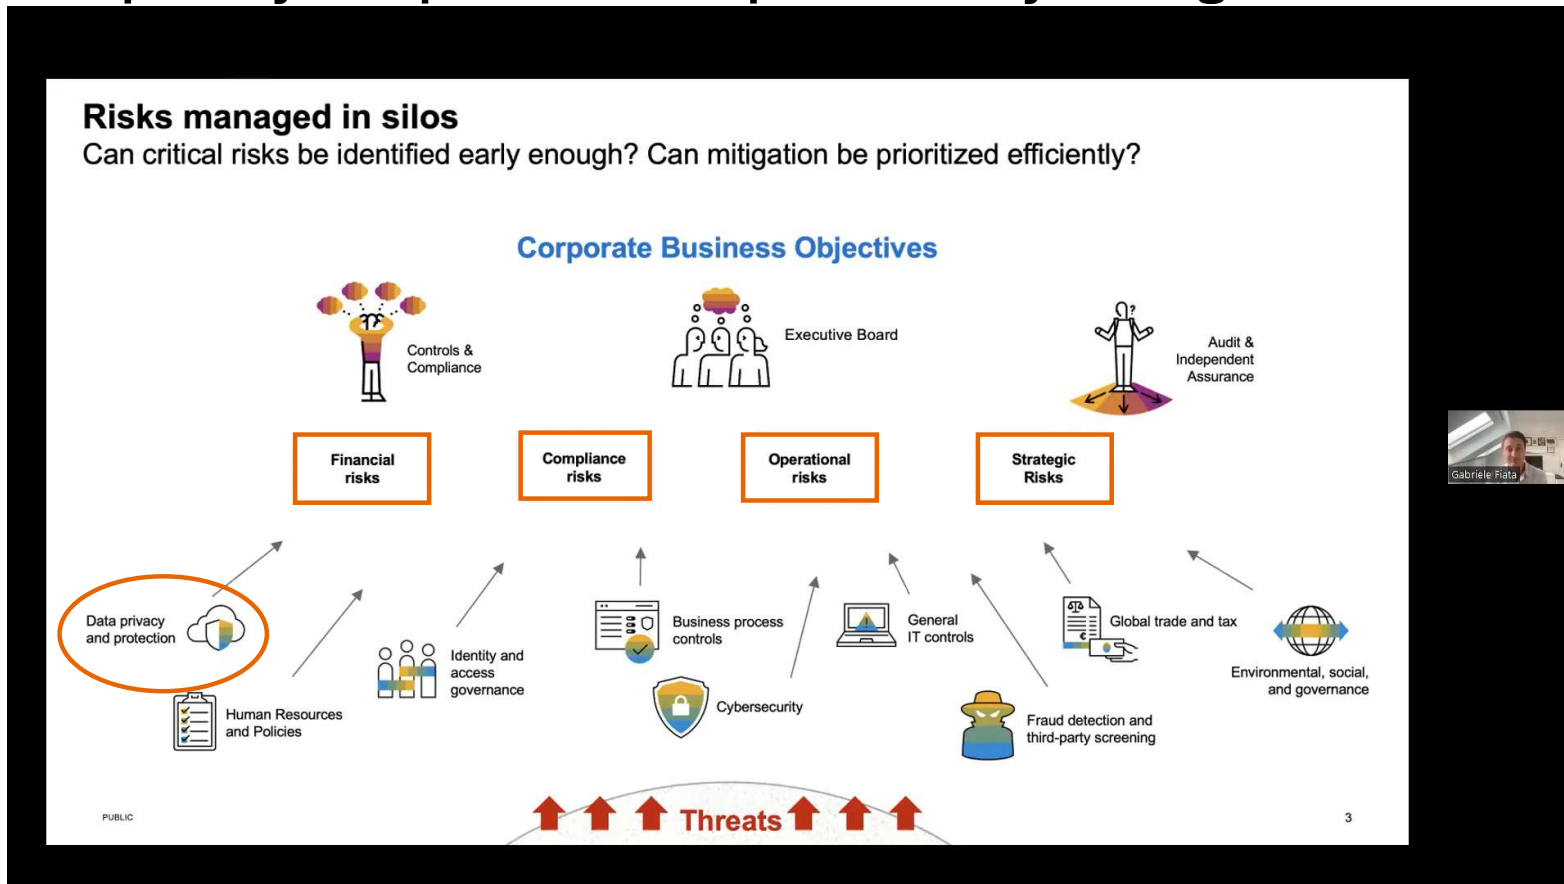 Risks managed in silos
Can critical risks be identified early enough? Can mitigation be prioritized efficiently?
Corporate Business Objectives
Controls &
Compliance
Executive Board
Audit &
Independent
Assurance
Financial
risks
Compliance
risks
Operational
risks
Strategic
Risks
Gabriele Fiata
Data privacy
and protection
Human Resources
and Policies
Identity and
access
governance
Business process
controls
Cybersecurity
General
IT controls
Fraud detection and
third-party screening
Global trade and tax
Environmental, social,
and governance
Threats
PUBLIC
3